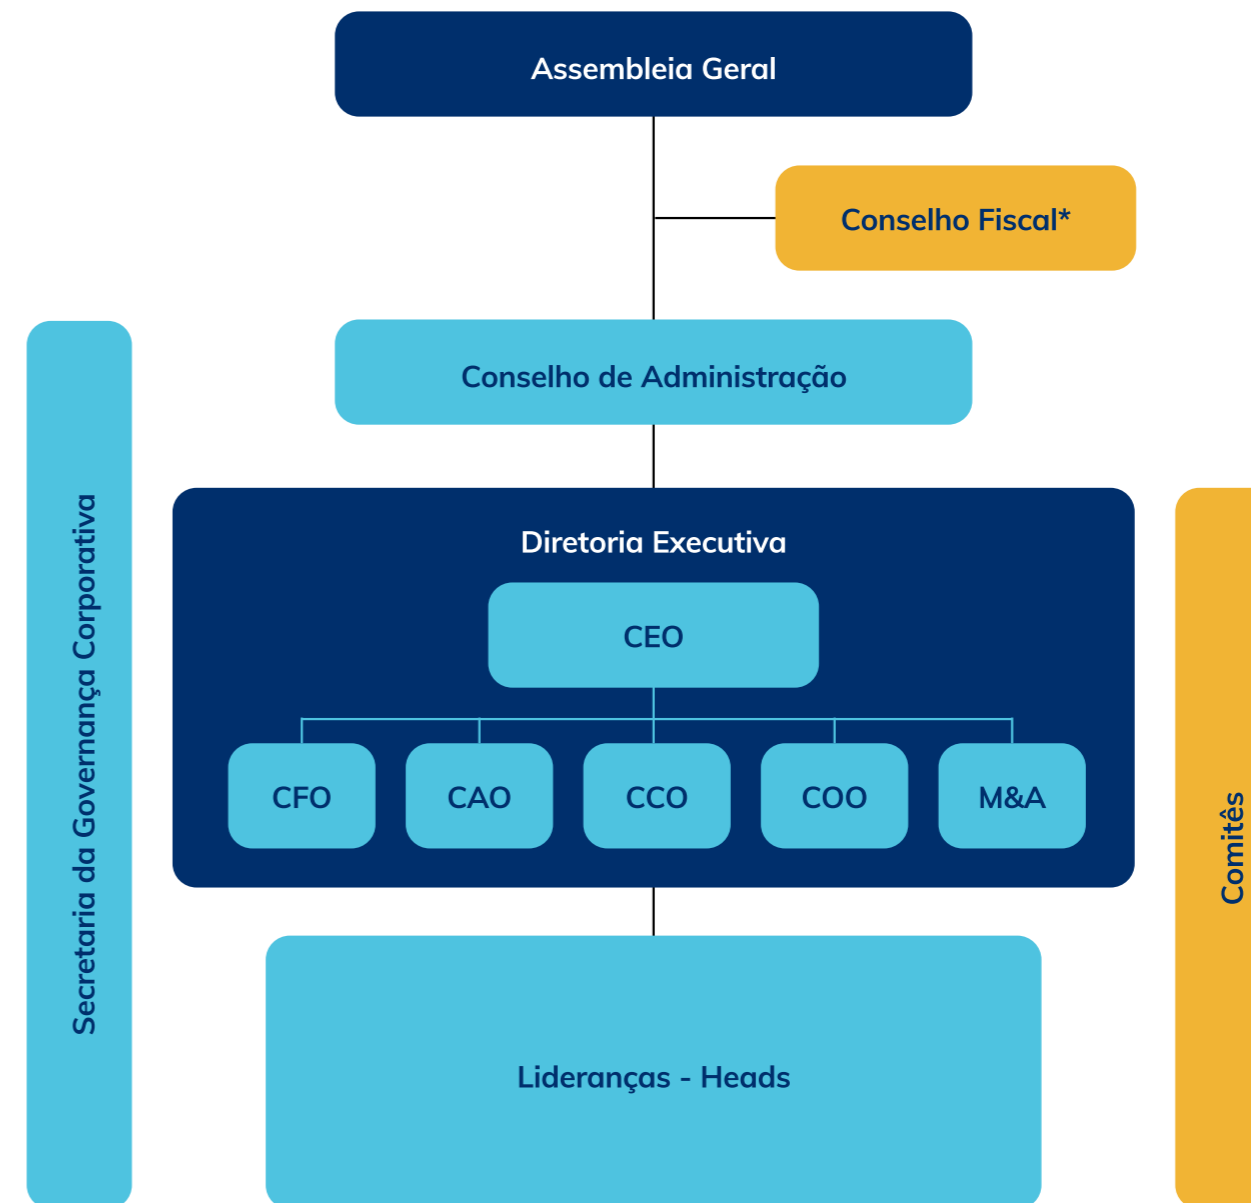 Assembleia Geral
Conselho Fiscal*
Conselho de Administração
Secretaria da Governança Corporativa
Diretoria Executiva
CEO
CFO
CAO
CCO
COO
M&A
Comitês
Lideranças - Heads